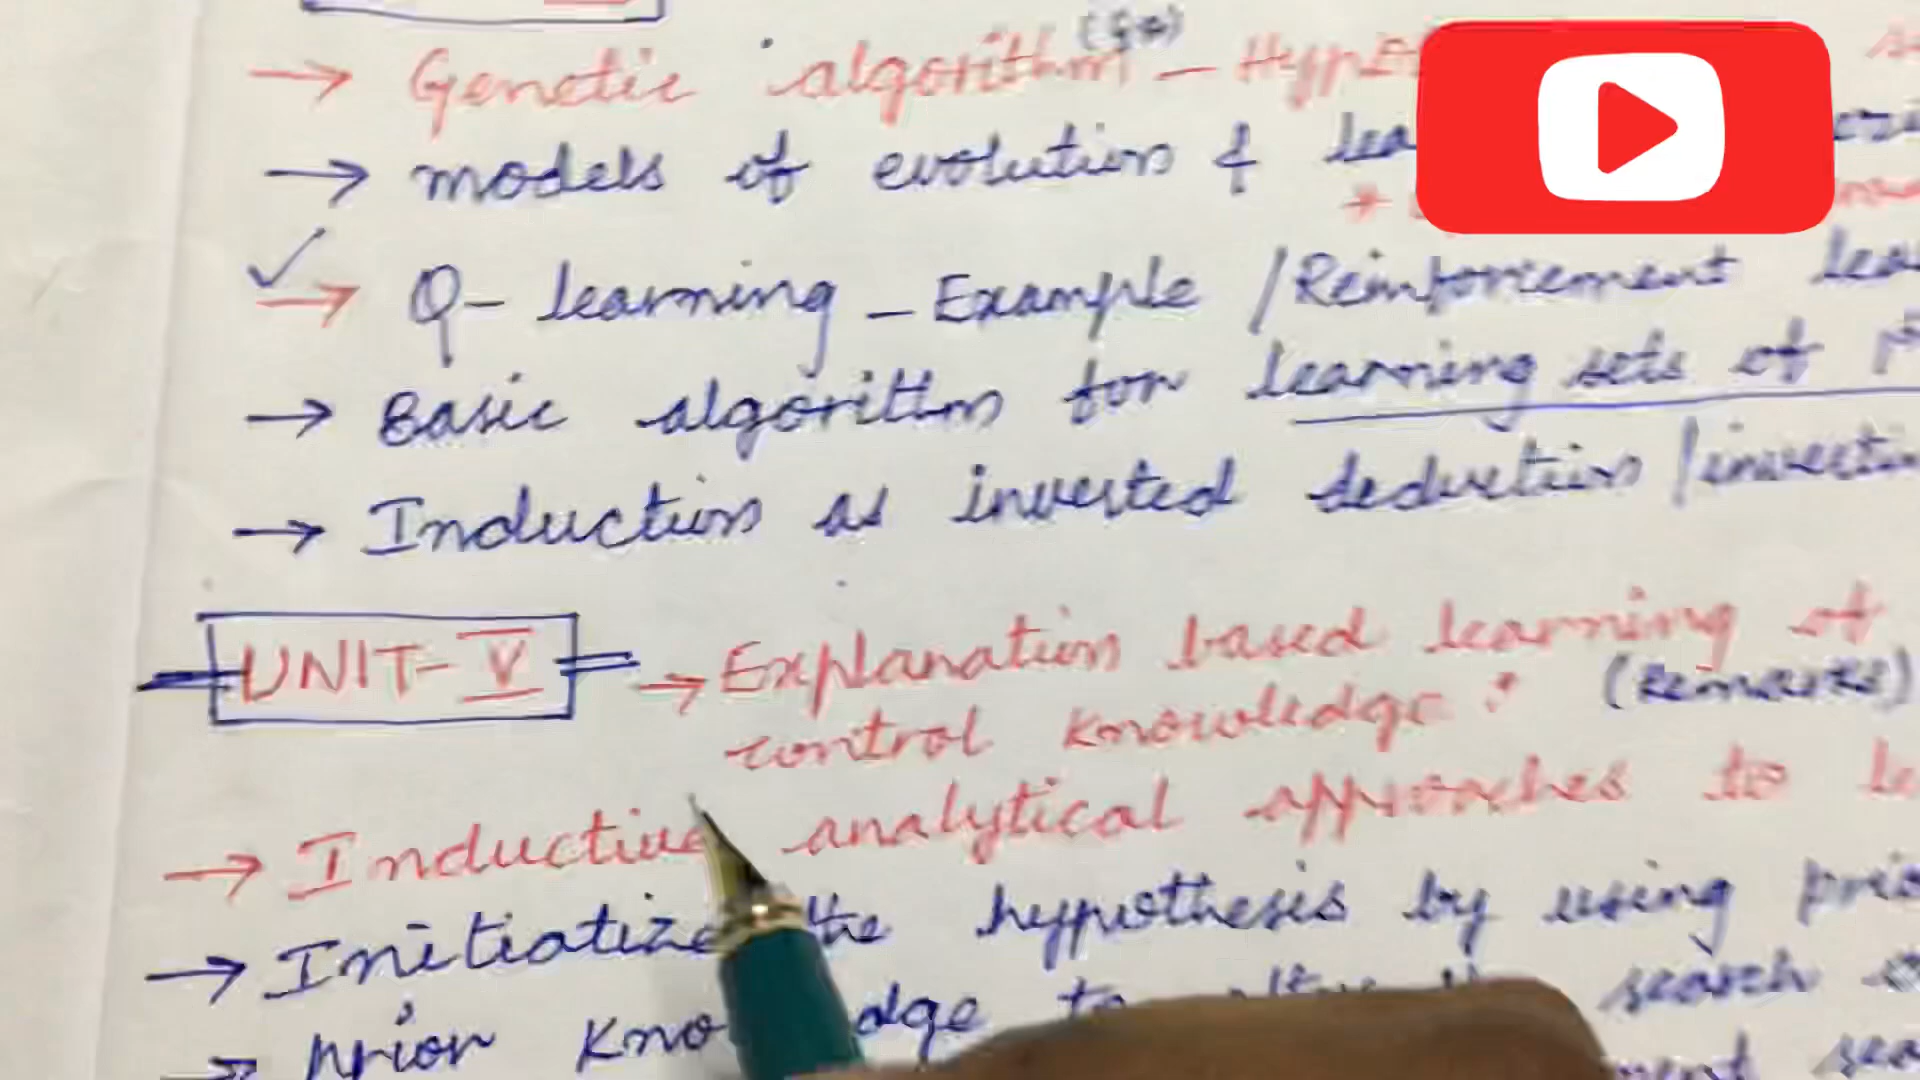 → Genetic algorithm (GA) -
→ models of evolution &
✓→ Q- learning - Example / Reinforcement
→ Basic algorithm for learning sets of
→ Induction as inverted deduction /
UNIT- V → Explanation based learning of
control knowledge: (Remarks)
→ Inductive analytical approaches to
→ Initialize the hypothesis by using
→ prior knowledge to search